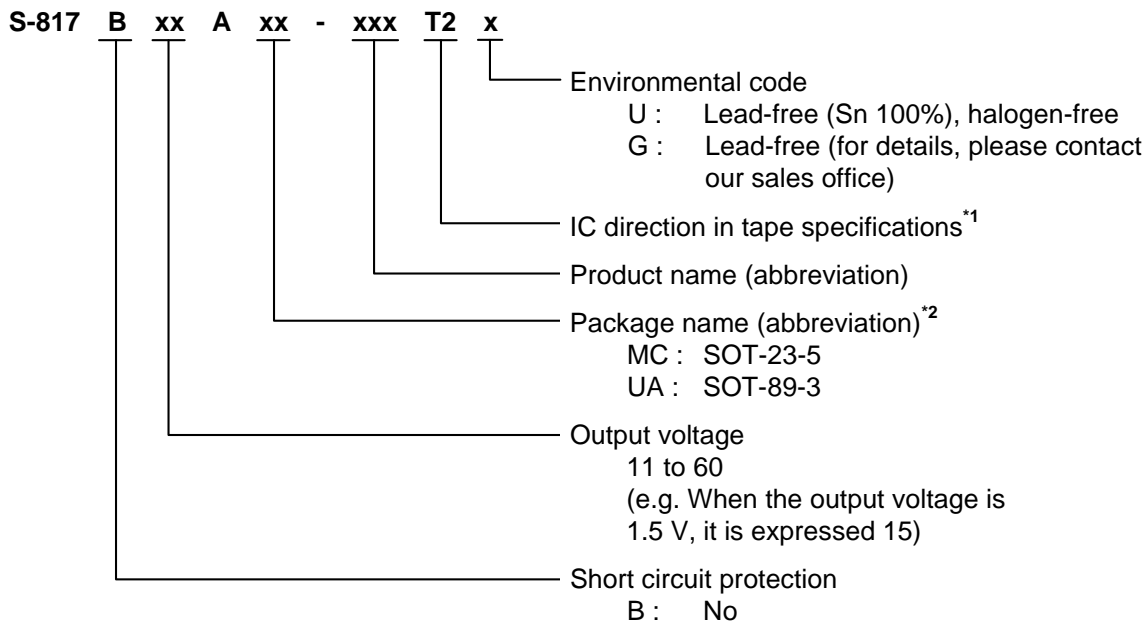 S-817 B xx A xx - xxx T2 x
Environmental code
U : Lead-free (Sn 100%), halogen-free
G : Lead-free (for details, please contact
our sales office)
IC direction in tape specifications*1
Product name (abbreviation)
Package name (abbreviation)*2
MC : SOT-23-5
UA : SOT-89-3
Output voltage
11 to 60
(e.g. When the output voltage is
1.5 V, it is expressed 15)
Short circuit protection
B : No